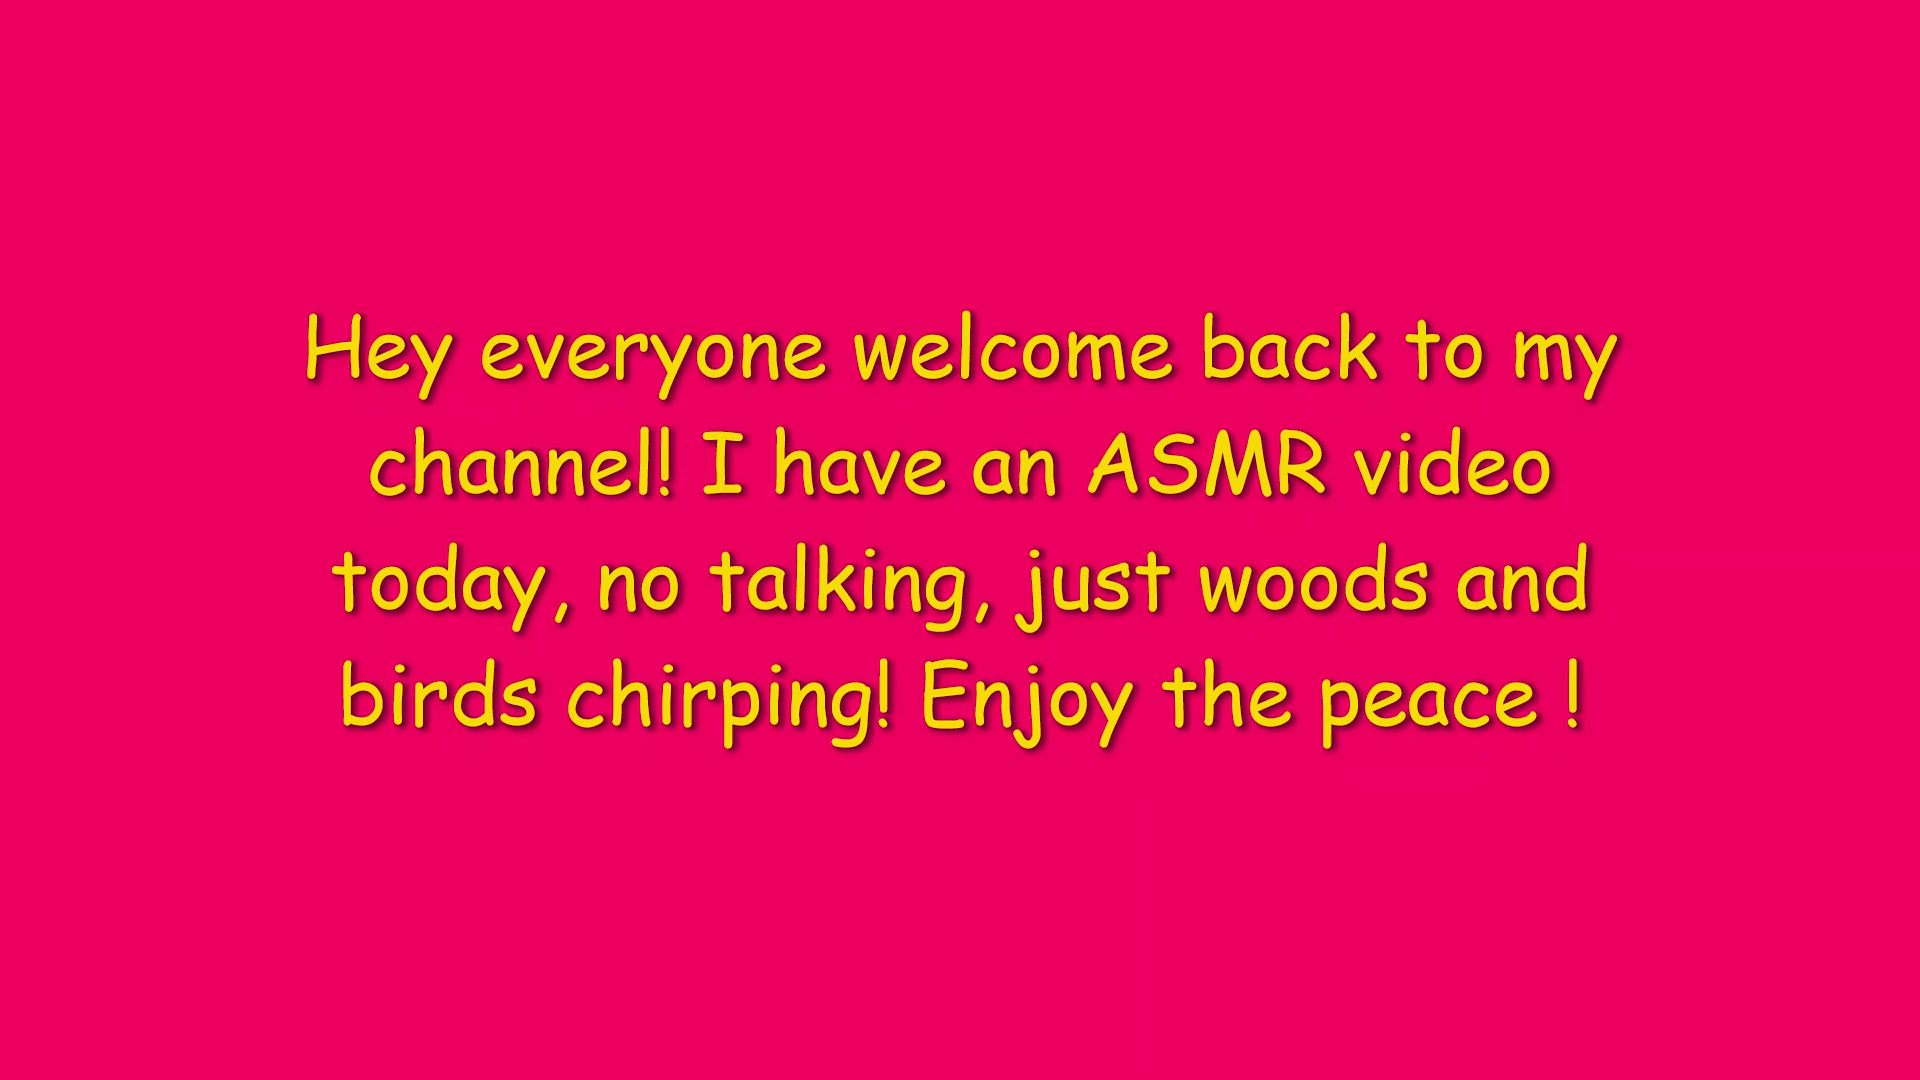 Hey everyone welcome back to my
channel! I have an ASMR video
today, no talking, just woods and
birds chirping! Enjoy the peace !